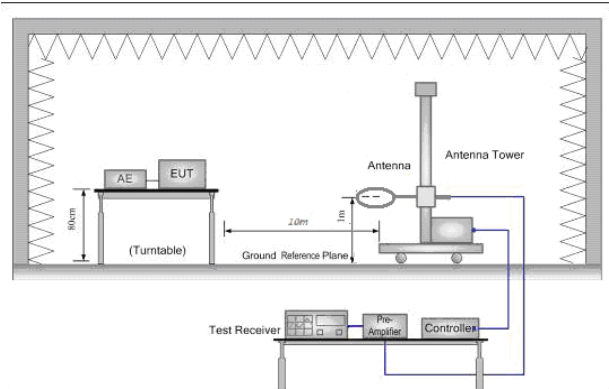 Antenna Tower
Antenna
AE
EUT
80cm
(Turntable)
10m
1m
Ground Reference Plane
Test Receiver
Pre-
Amplifier
Controller